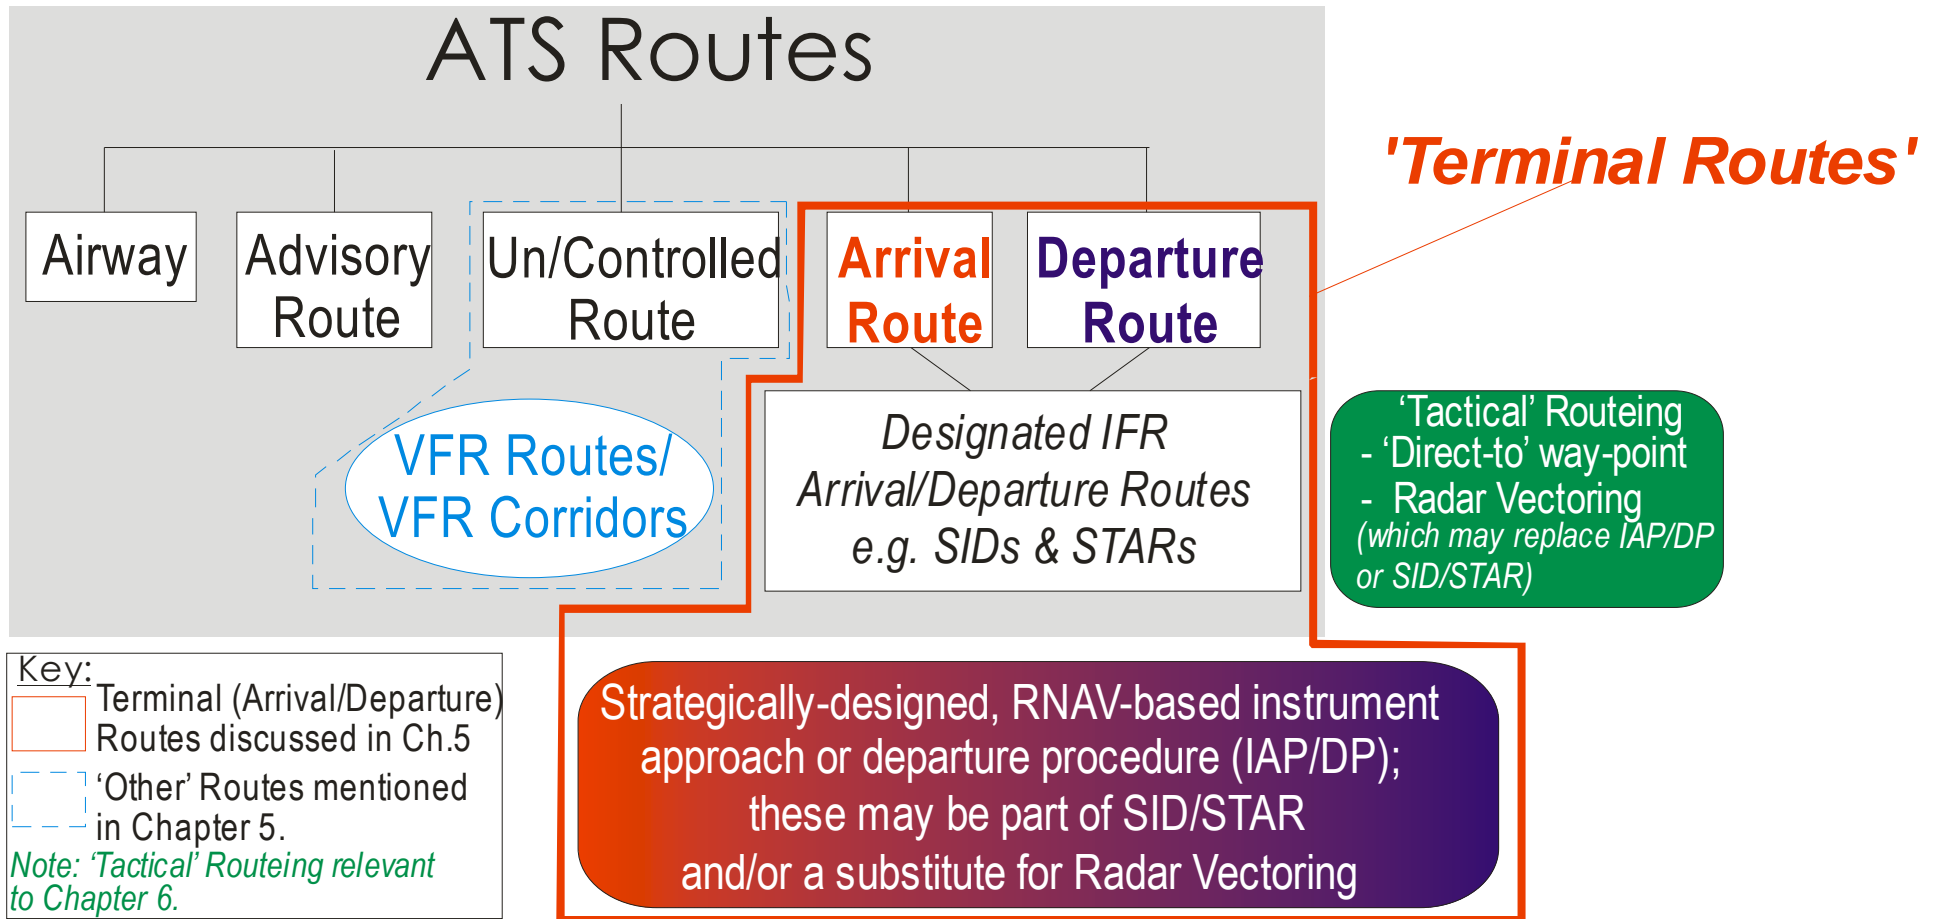 ATS Routes
'Terminal Routes'
Airway
Advisory
Route
Un/Controlled
Route
Arrival
Route
Departure
Route
VFR Routes/
VFR Corridors
Designated IFR
Arrival/Departure Routes
e.g. SIDs & STARs
‘Tactical’ Routeing
- ‘Direct-to’ way-point
- Radar Vectoring
(which may replace IAP/DP
or SID/STAR)
Key:
Terminal (Arrival/Departure)
Routes discussed in Ch.5
‘Other’ Routes mentioned
in Chapter 5.
Note: ‘Tactical’ Routeing relevant
to Chapter 6.
Strategically-designed, RNAV-based instrument
approach or departure procedure (IAP/DP);
these may be part of SID/STAR
and/or a substitute for Radar Vectoring